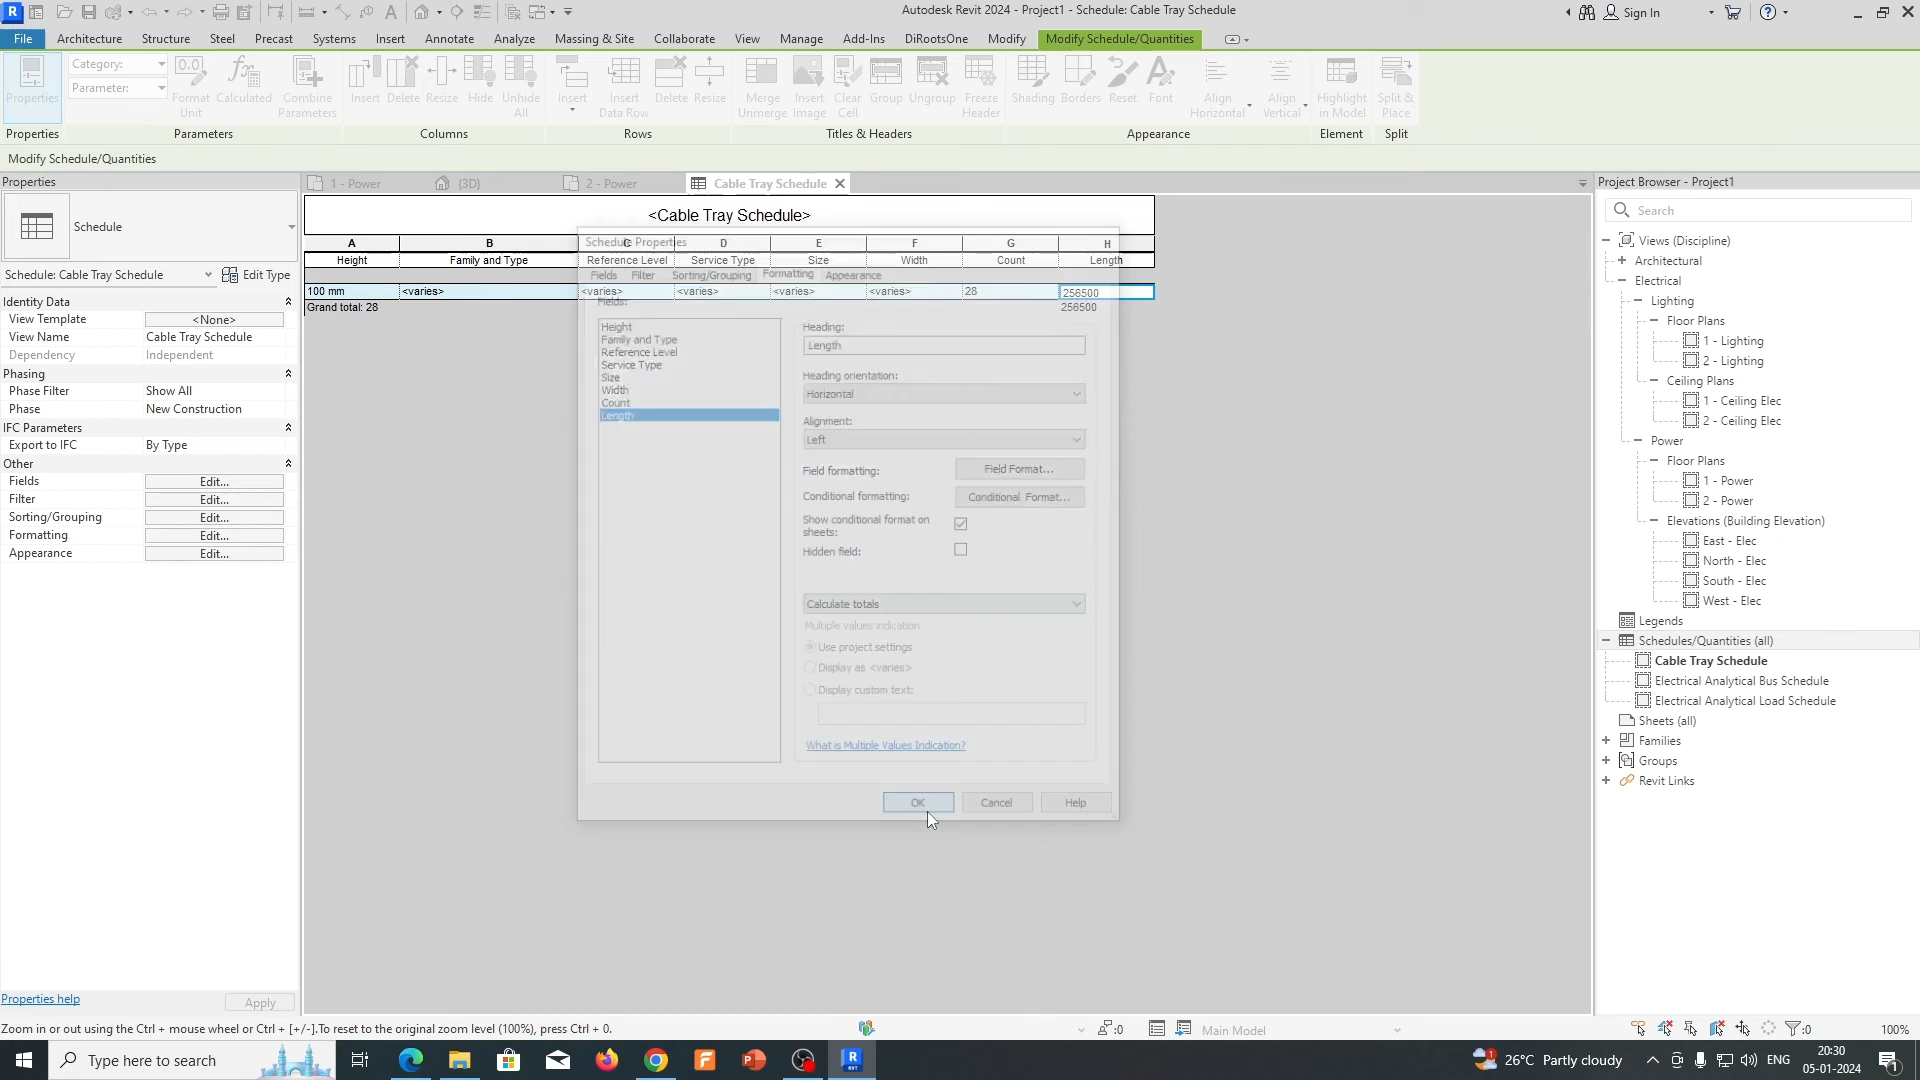 Autodesk Revit 2024 - Project1 - Schedule: Cable Tray Schedule
Sign In
File Architecture Structure Steel Precast Systems Insert Annotate Analyze Massing & Site Collaborate View Manage Add-Ins DiRootsOne Modify Modify Schedule/Quantities
Properties
Category:
Parameter:
Format Unit
Calculated
Combine Parameters
Insert
Delete
Resize
Hide
Unhide All
Insert
Insert Data Row
Delete
Resize
Merge Unmerge
Insert Image
Clear Cell
Group
Ungroup
Freeze Header
Shading
Borders
Reset
Font
Align Horizontal
Align Vertical
Highlight in Model
Split & Place
Properties Parameters Columns Rows Titles & Headers Appearance Element Split
Modify Schedule/Quantities
Properties
Schedule
Schedule: Cable Tray Schedule
Edit Type
Identity Data
View Template <None>
View Name Cable Tray Schedule
Dependency Independent
Phasing
Phase Filter Show All
Phase New Construction
IFC Parameters
Export to IFC By Type
Other
Fields Edit...
Filter Edit...
Sorting/Grouping Edit...
Formatting Edit...
Appearance Edit...
Properties help
Apply
1 - Power
{3D}
2 - Power
Cable Tray Schedule
<Cable Tray Schedule>
A B C D E F G H
Height Family and Type Reference Level Service Type Size Width Count Length
100 mm <varies> <varies> <varies> <varies> <varies> 28 256500
Grand total: 28 256500
Schedule Properties
Fields Filter Sorting/Grouping Formatting Appearance
Fields:
Height
Family and Type
Reference Level
Service Type
Size
Width
Count
Length
Heading:
Length
Heading orientation:
Horizontal
Alignment:
Left
Field formatting: Field Format...
Conditional formatting: Conditional Format...
Show conditional format on sheets:
Hidden field:
Calculate totals
Multiple values indication
Use project settings
Display as <varies>
Display custom text:
What is Multiple Values Indication?
OK Cancel Help
Project Browser - Project1
Search
Views (Discipline)
Architectural
Electrical
Lighting
Floor Plans
1 - Lighting
2 - Lighting
Ceiling Plans
1 - Ceiling Elec
2 - Ceiling Elec
Power
Floor Plans
1 - Power
2 - Power
Elevations (Building Elevation)
East - Elec
North - Elec
South - Elec
West - Elec
Legends
Schedules/Quantities (all)
Cable Tray Schedule
Electrical Analytical Bus Schedule
Electrical Analytical Load Schedule
Sheets (all)
Families
Groups
Revit Links
Zoom in or out using the Ctrl + mouse wheel or Ctrl + [+/-].To reset to the original zoom level (100%), press Ctrl + 0.
:0
Main Model
:0
100%
Type here to search
26°C Partly cloudy
ENG
20:30
05-01-2024
1